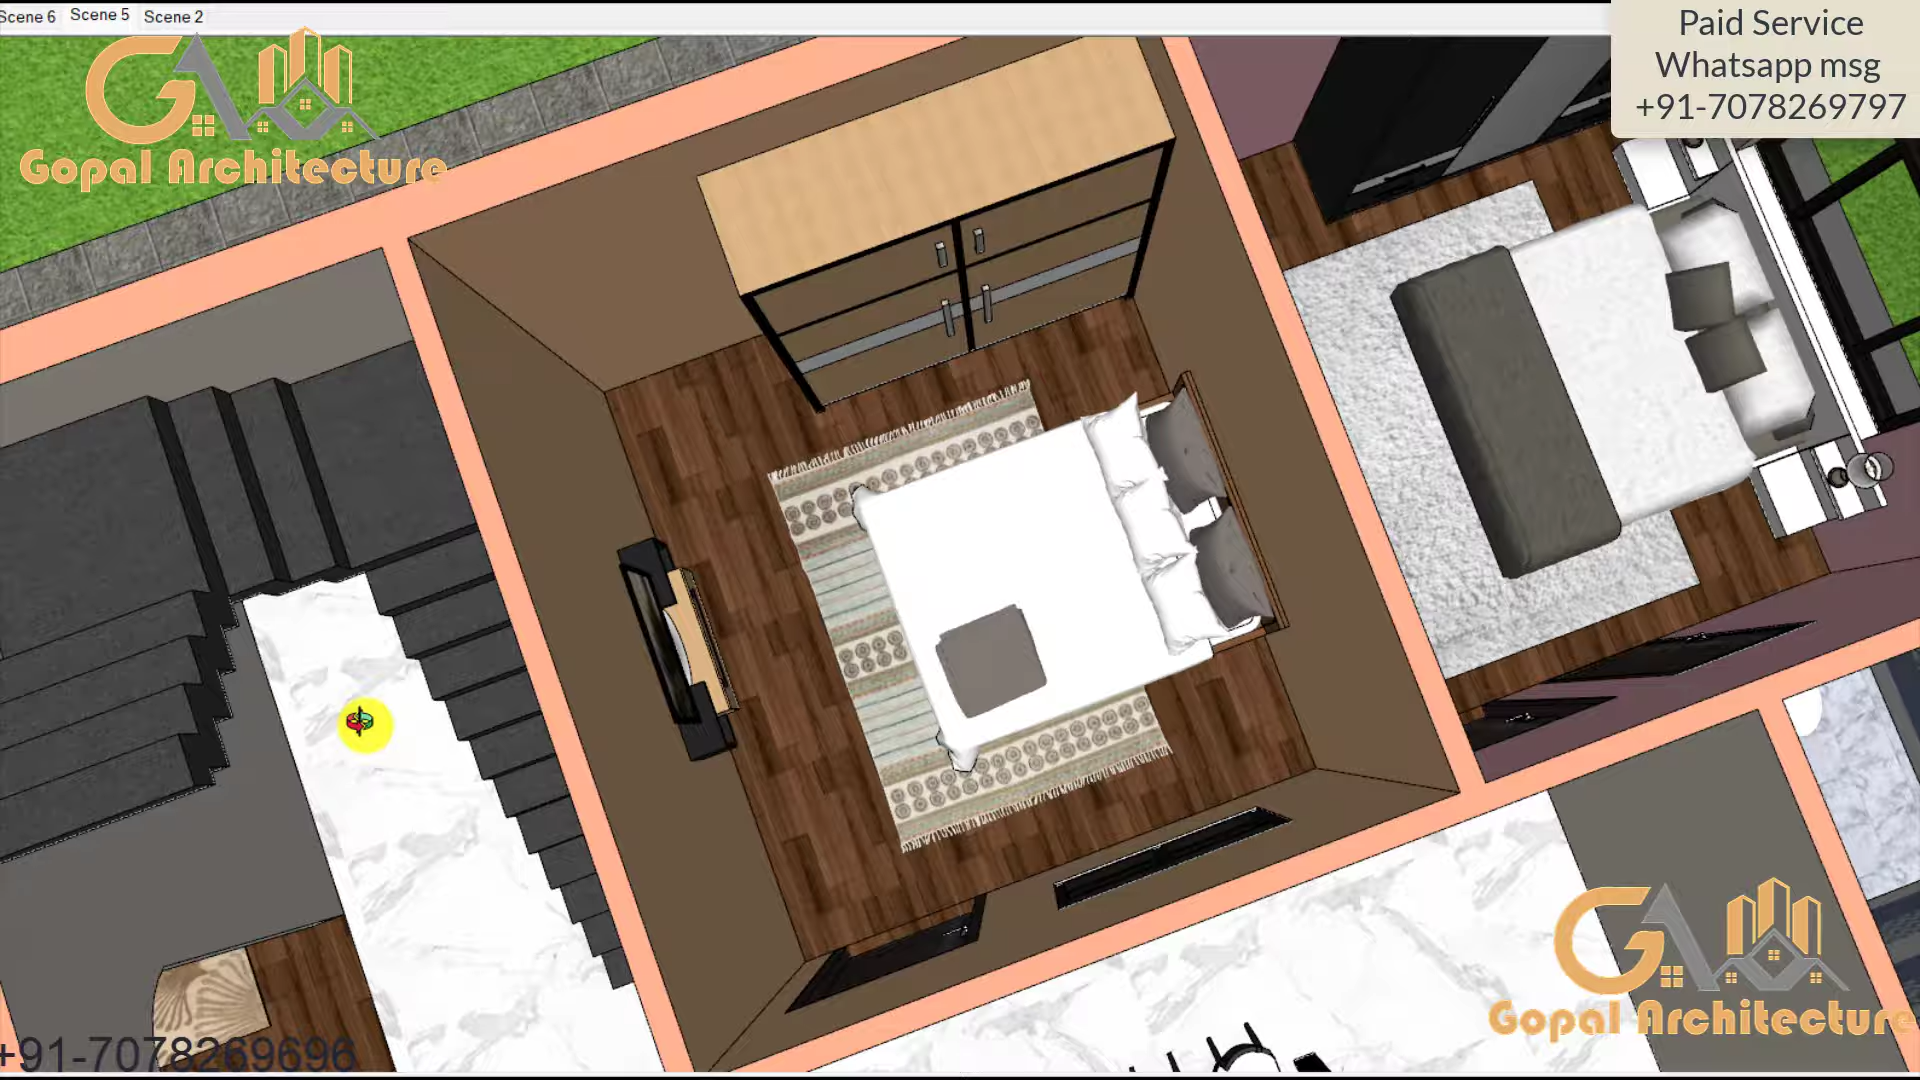 Scene 6 Scene 5 Scene 2
Paid Service
Whatsapp msg
+91-7078269797
Gopal Architecture
Gopal Architecture
+91-7078269696